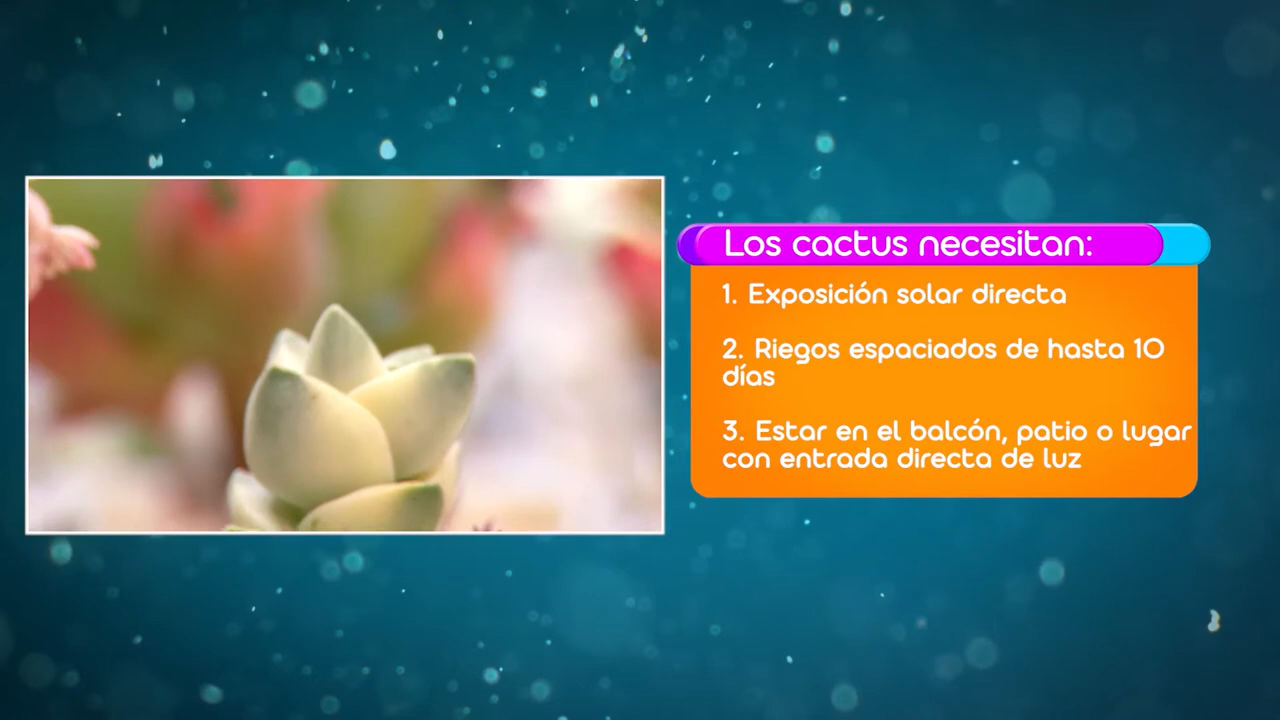 Los cactus necesitan:
1. Exposición solar directa
2. Riegos espaciados de hasta 10
días
3. Estar en el balcón, patio o lugar
con entrada directa de luz